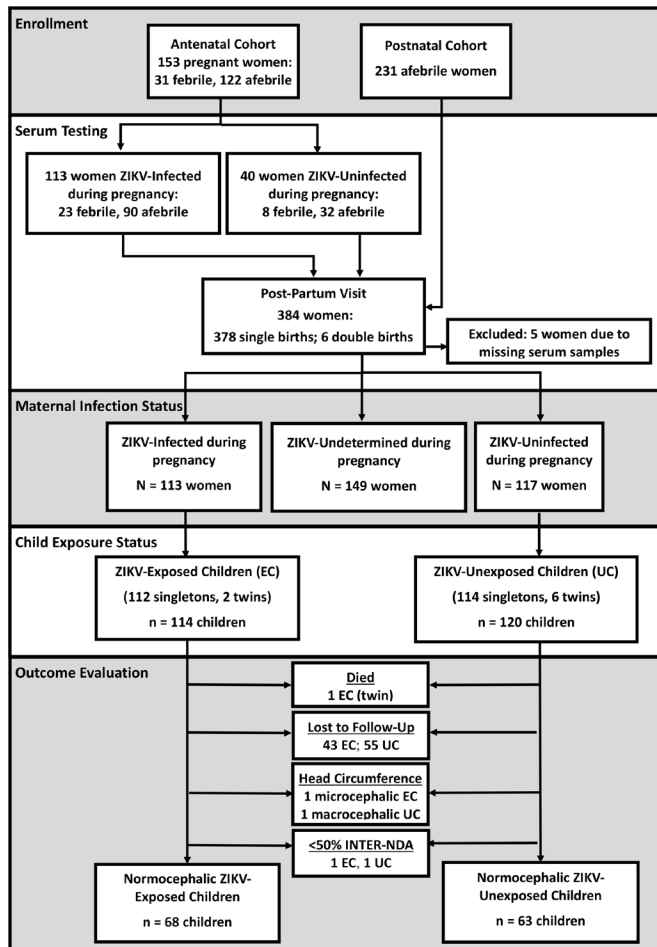 Enrollment
Antenatal Cohort
153 pregnant women:
31 febrile, 122 afebrile
Postnatal Cohort
231 afebrile women
Serum Testing
113 women ZIKV-Infected
during pregnancy:
23 febrile, 90 afebrile
40 women ZIKV-Uninfected
during pregnancy:
8 febrile, 32 afebrile
Post-Partum Visit
384 women:
378 single births; 6 double births
Excluded: 5 women due to
missing serum samples
Maternal Infection Status
ZIKV-Infected during
pregnancy
N = 113 women
ZIKV-Undetermined during
pregnancy
N = 149 women
ZIKV-Uninfected
during pregnancy
N = 117 women
Child Exposure Status
ZIKV-Exposed Children (EC)
(112 singletons, 2 twins)
n = 114 children
ZIKV-Unexposed Children (UC)
(114 singletons, 6 twins)
n = 120 children
Outcome Evaluation
Died
1 EC (twin)
Lost to Follow-Up
43 EC; 55 UC
Head Circumference
1 microcephalic EC
1 macrocephalic UC
<50% INTER-NDA
1 EC, 1 UC
Normocephalic ZIKV-
Exposed Children
n = 68 children
Normocephalic ZIKV-
Unexposed Children
n = 63 children